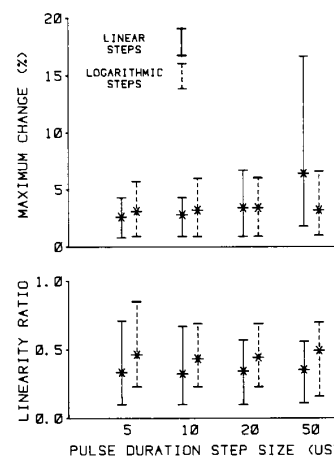 MAXIMUM CHANGE (%)
20
15
10
5
0
LINEAR
STEPS
LOGARITHMIC
STEPS
LINEARITY RATIO
1.0
0.5
0.0
5 10 20 50
PULSE DURATION STEP SIZE (US